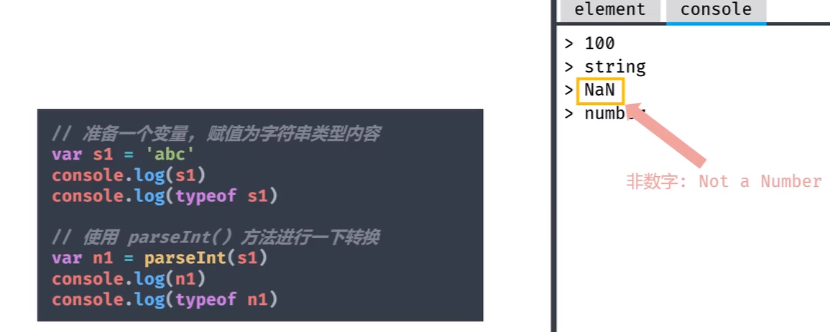 element console
> 100
> string
> NaN
> number
非数字: Not a Number
// 准备一个变量, 赋值为字符串类型内容
var s1 = 'abc'
console.log(s1)
console.log(typeof s1)
// 使用 parseInt() 方法进行一下转换
var n1 = parseInt(s1)
console.log(n1)
console.log(typeof n1)